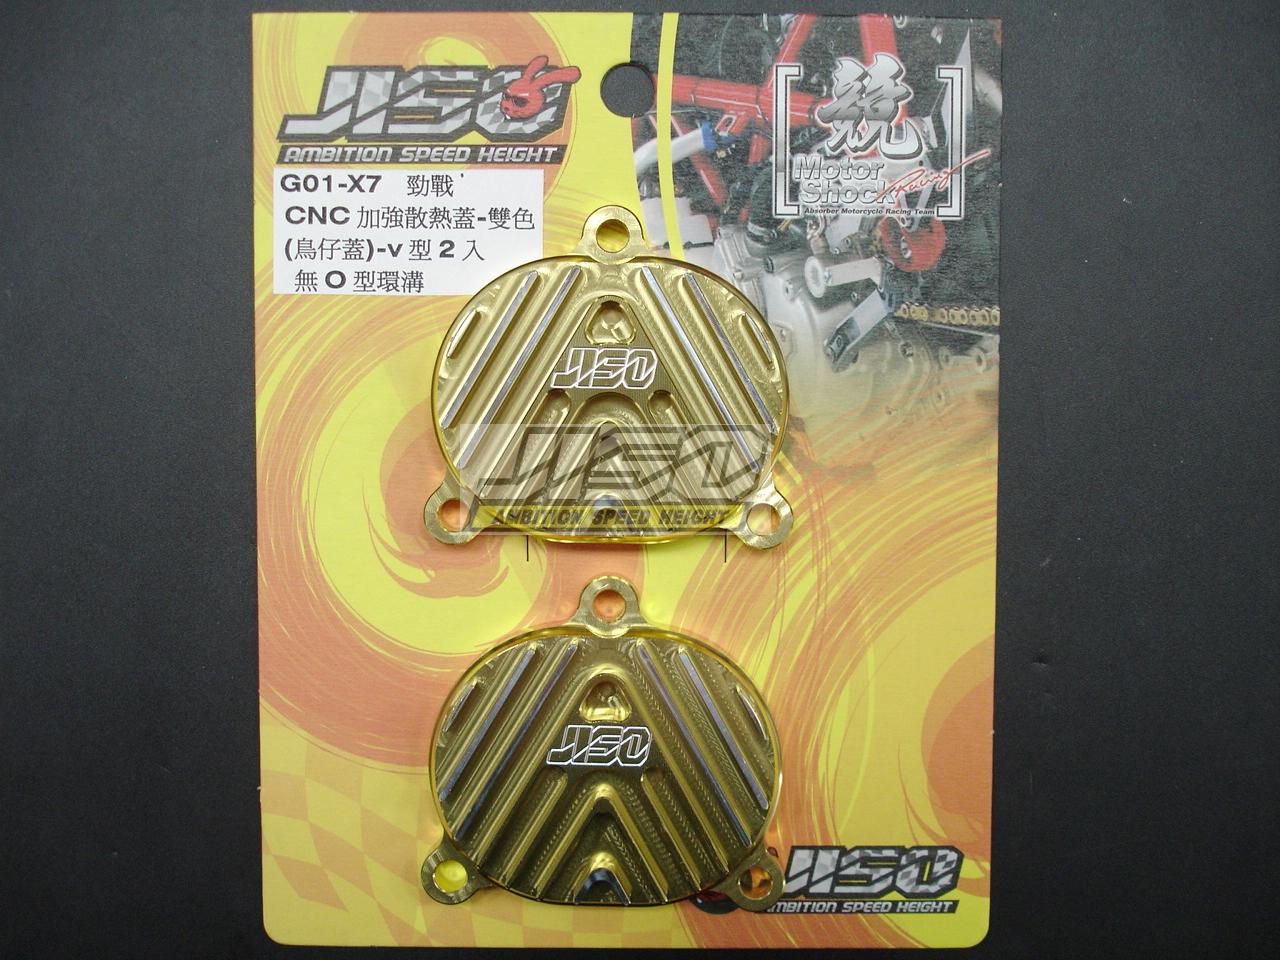 JISO
AMBITION SPEED HEIGHT
競
Motor
Shock Racing
Absorber Motorcycle Racing Team
G01-X7 勁戰'
CNC 加強散熱蓋-雙色
(鳥仔蓋)-v 型 2 入
無 O 型環溝
JISO
JISO
AMBITION SPEED HEIGHT
JISO
JISO
AMBITION SPEED HEIGHT